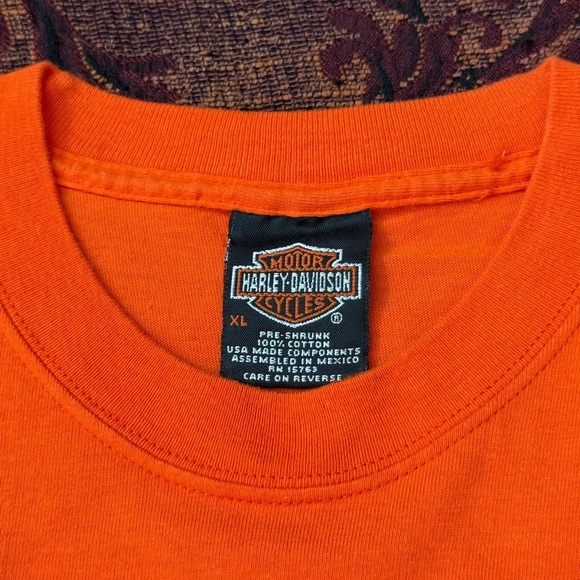 MOTOR
HARLEY-DAVIDSON
CYCLES
XL
®
PRE-SHRUNK
100% COTTON
USA MADE COMPONENTS
ASSEMBLED IN MEXICO
RN 15763
CARE ON REVERSE